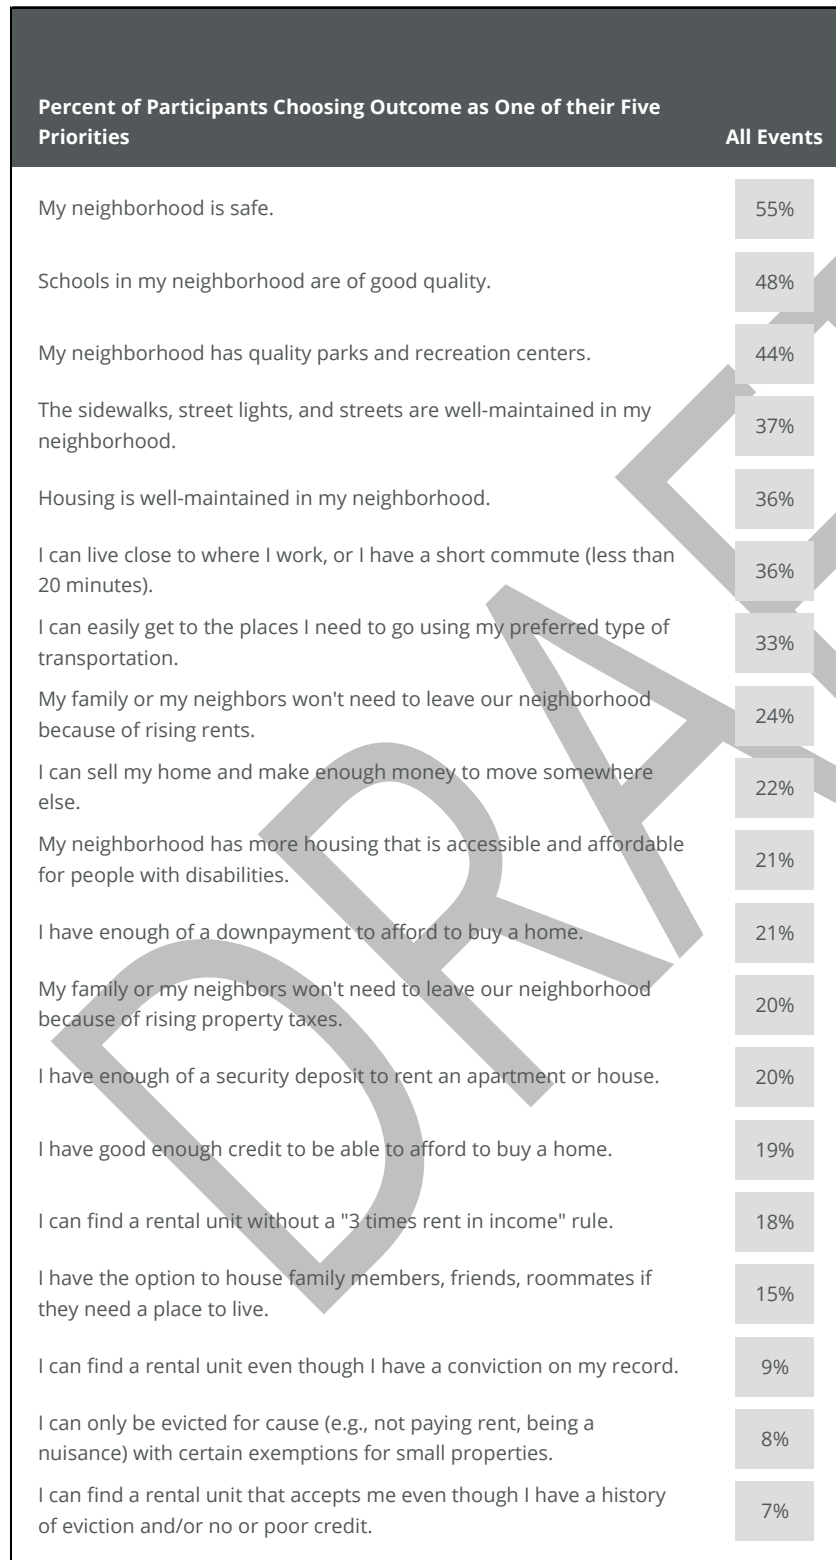 Percent of Participants Choosing Outcome as One of their Five
Priorities
All Events
My neighborhood is safe.
55%
Schools in my neighborhood are of good quality.
48%
My neighborhood has quality parks and recreation centers.
44%
The sidewalks, street lights, and streets are well-maintained in my
neighborhood.
37%
Housing is well-maintained in my neighborhood.
36%
I can live close to where I work, or I have a short commute (less than
20 minutes).
36%
I can easily get to the places I need to go using my preferred type of
transportation.
33%
My family or my neighbors won't need to leave our neighborhood
because of rising rents.
24%
I can sell my home and make enough money to move somewhere
else.
22%
My neighborhood has more housing that is accessible and affordable
for people with disabilities.
21%
I have enough of a downpayment to afford to buy a home.
21%
My family or my neighbors won't need to leave our neighborhood
because of rising property taxes.
20%
I have enough of a security deposit to rent an apartment or house.
20%
I have good enough credit to be able to afford to buy a home.
19%
I can find a rental unit without a "3 times rent in income" rule.
18%
I have the option to house family members, friends, roommates if
they need a place to live.
15%
I can find a rental unit even though I have a conviction on my record.
9%
I can only be evicted for cause (e.g., not paying rent, being a
nuisance) with certain exemptions for small properties.
8%
I can find a rental unit that accepts me even though I have a history
of eviction and/or no or poor credit.
7%